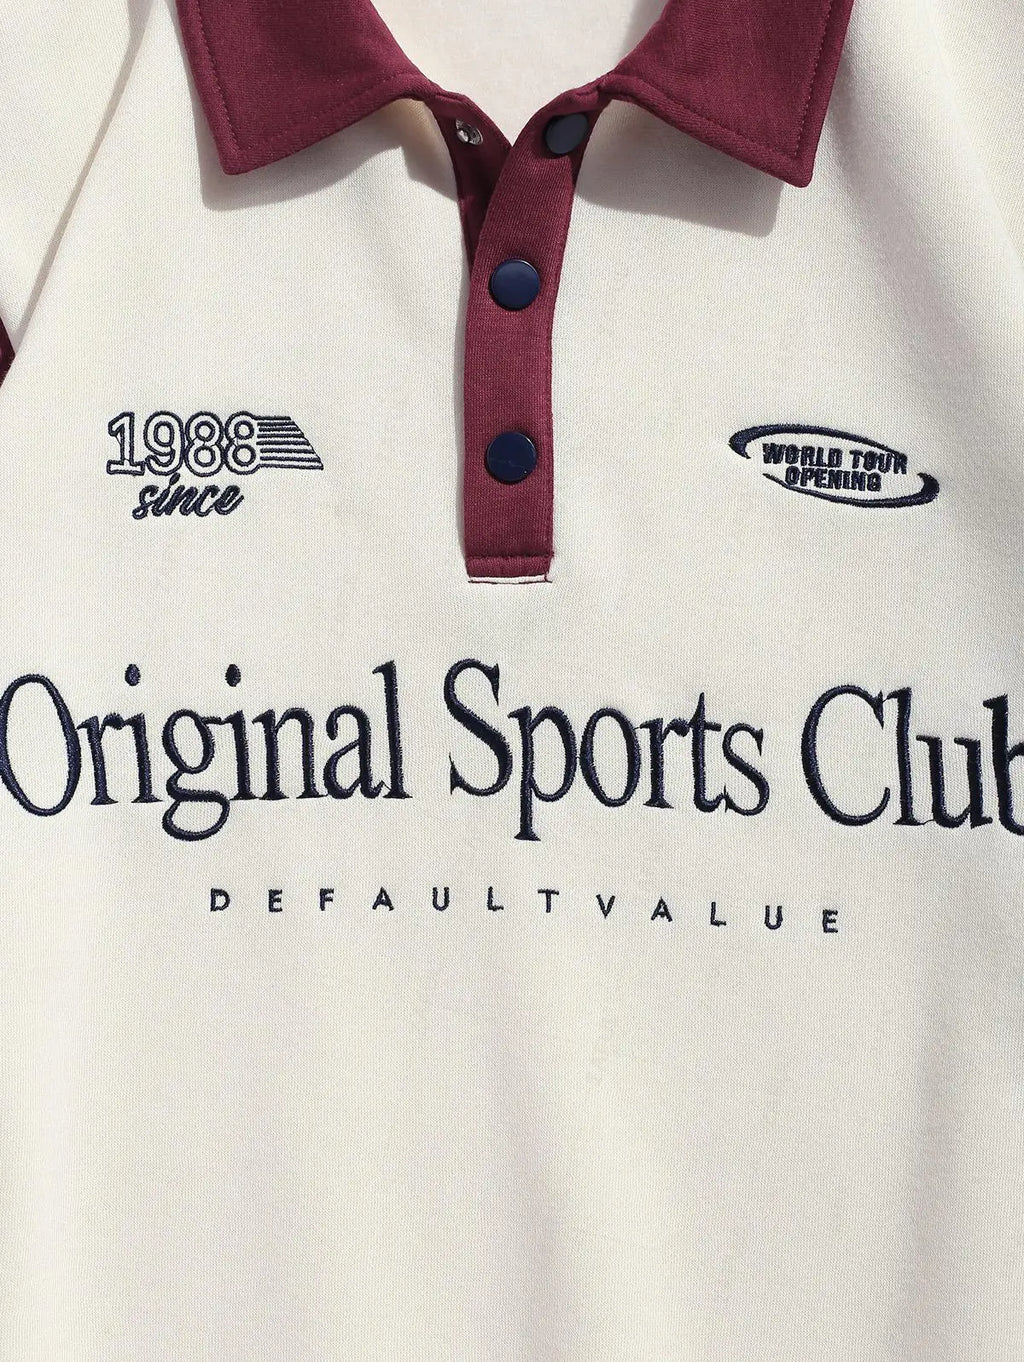 1988
since
WORLD TOUR
OPENING
Original Sports Club
DEFAULTVALUE